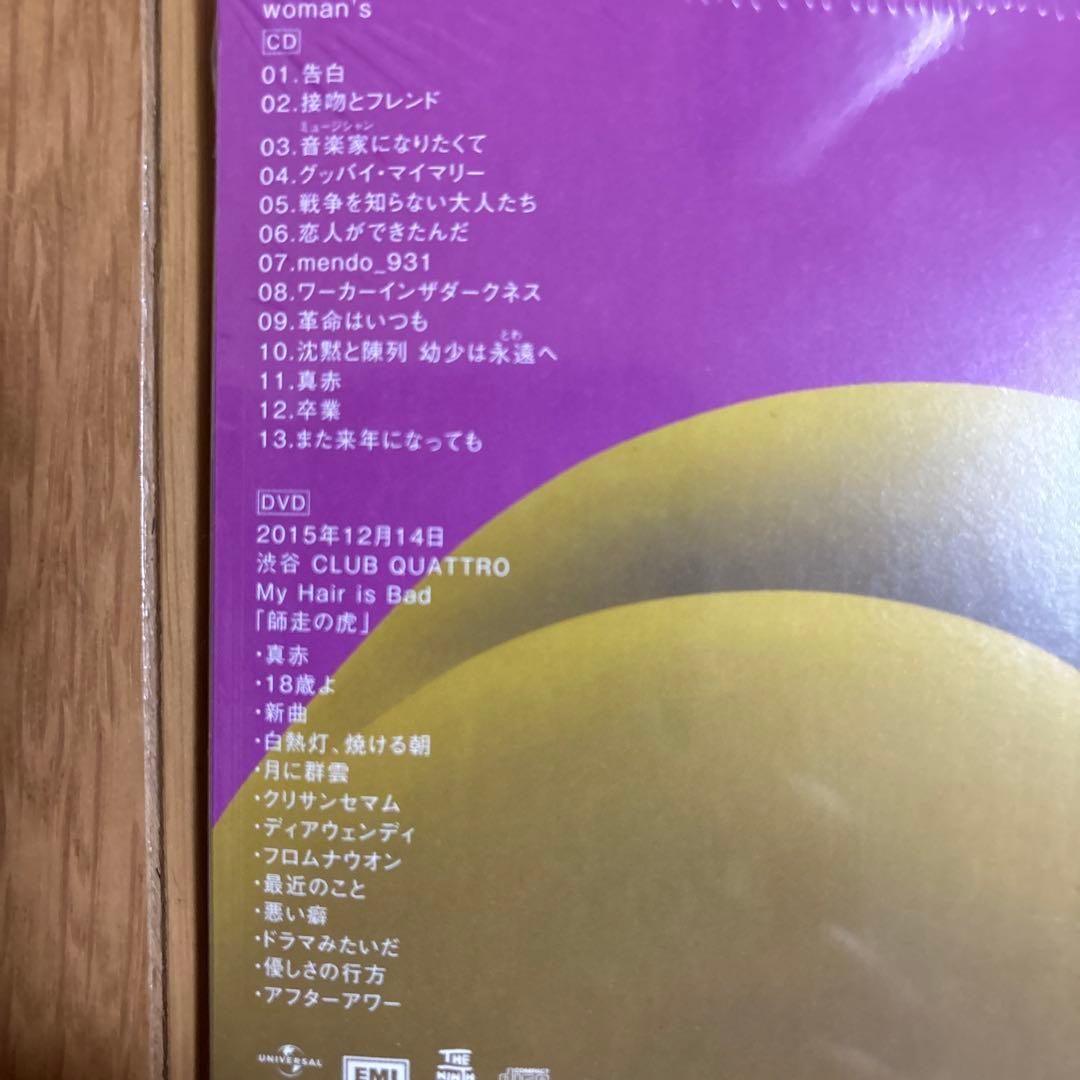 woman's
CD
01.告白
02.接吻とフレンド
ミュージシャン
03.音楽家になりたくて
04.グッバイ・マイマリー
05.戦争を知らない大人たち
06.恋人ができたんだ
07.mendo_931
08.ワーカーインザダークネス
09.革命はいつも
とわ
10.沈黙と陳列 幼少は永遠へ
11.真赤
12.卒業
13.また来年になっても
DVD
2015年12月14日
渋谷 CLUB QUATTRO
My Hair is Bad
「師走の虎」
・真赤
・18歳よ
・新曲
・白熱灯、焼ける朝
・月に群雲
・クリサンセマム
・ディアウェンディ
・フロムナウオン
・最近のこと
・悪い癖
・ドラマみたいだ
・優しさの行方
・アフターアワー
UNIVERSAL
EMI
THE NINTH
COMPACT disc